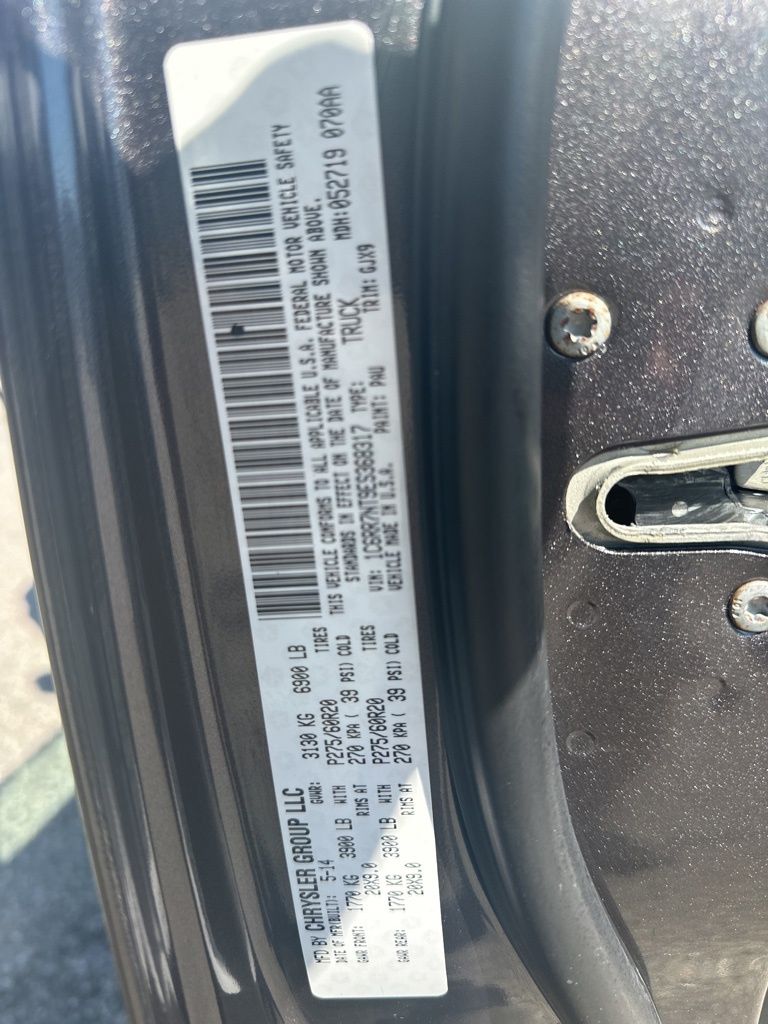 MFD BY CHRYSLER GROUP LLC
DATE OF MFR(BUILT): 5-14 GVWR: 3130 KG 6900 LB
GAWR FRONT: 1770 KG 3900 LB WITH P275/60R20 TIRES
20X9.0 RIMS AT 270 KPA ( 39 PSI) COLD
GAWR REAR: 1770 KG 3900 LB WITH P275/60R20 TIRES
20X9.0 RIMS AT 270 KPA ( 39 PSI) COLD
THIS VEHICLE CONFORMS TO ALL APPLICABLE U.S.A. FEDERAL MOTOR VEHICLE SAFETY
STANDARDS IN EFFECT ON THE DATE OF MANUFACTURE SHOWN ABOVE.
VIN: 1C6RR7NT9ES368317 TYPE: TRUCK MDH:052719 070AA
VEHICLE MADE IN U.S.A. PAINT: PAU TRIM: GJX9